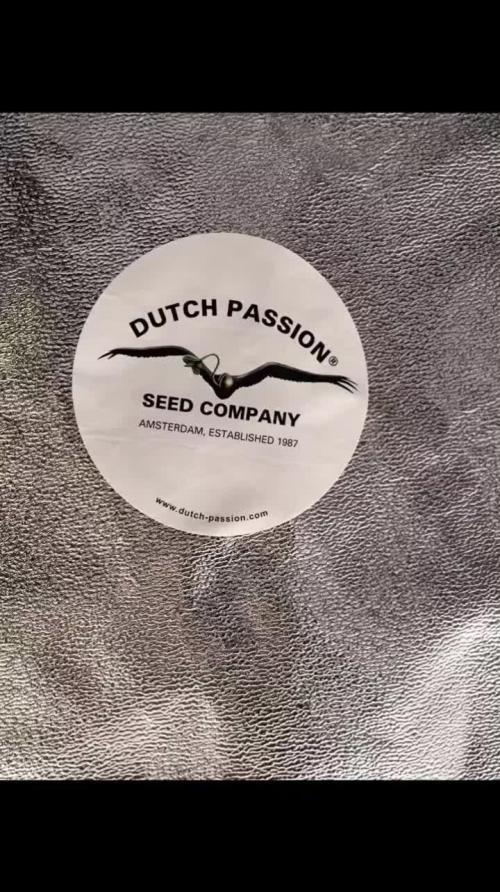 DUTCH PASSION®
SEED COMPANY
AMSTERDAM, ESTABLISHED 1987
www.dutch-passion.com